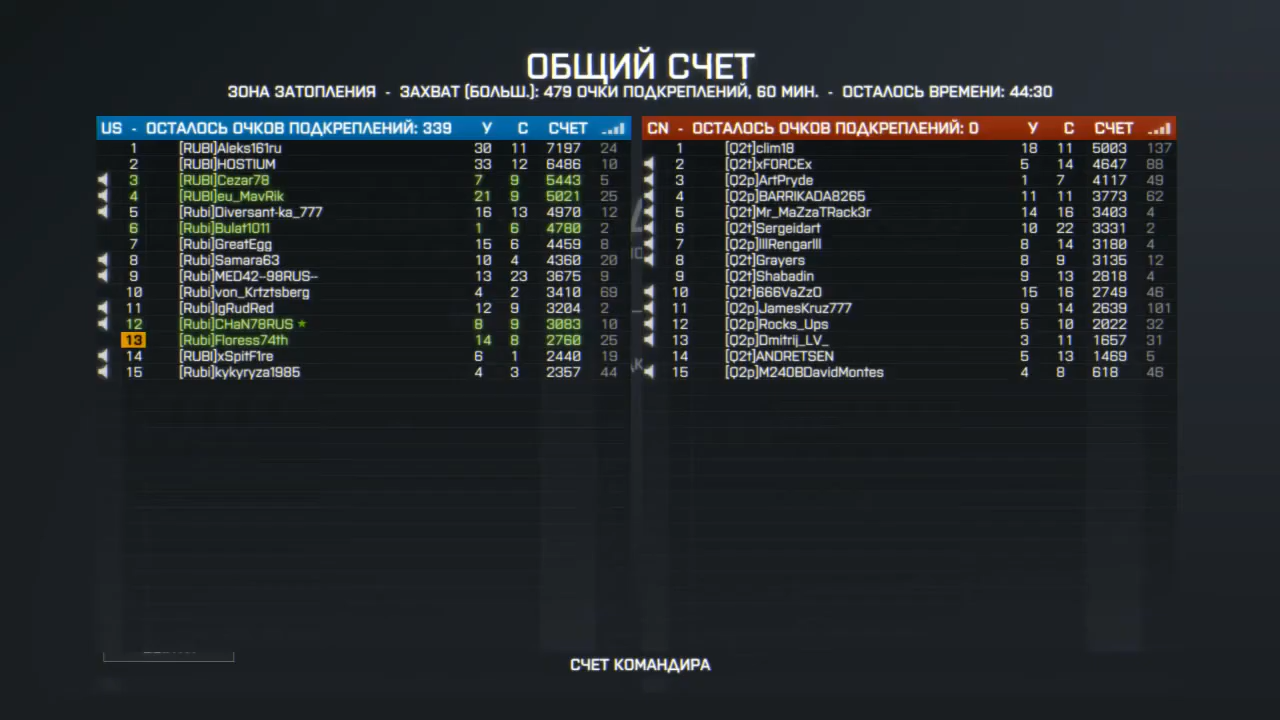 ОБЩИЙ СЧЕТ
ЗОНА ЗАТОПЛЕНИЯ - ЗАХВАТ (БОЛЬШ.): 479 ОЧКИ ПОДКРЕПЛЕНИЙ, 60 МИН. - ОСТАЛОСЬ ВРЕМЕНИ: 44:30
US - ОСТАЛОСЬ ОЧКОВ ПОДКРЕПЛЕНИЙ: 339 У С СЧЕТ
1 [RUBI]Aleks161ru 30 11 7197 24
2 [RUBI]HOSTIUM 33 12 6486 10
3 [RUBI]Cezar78 7 9 5443 5
4 [RUBI]eu_MavRik 21 9 5021 25
5 [Rubi]Diversant-ka_777 16 13 4970 12
6 [Rubi]Bulat1011 1 6 4780 2
7 [Rubi]GreatEgg 15 6 4459 8
8 [Rubi]Samara63 10 4 4360 20
9 [Rubi]MED42--98RUS-- 13 23 3675 9
10 [Rubi]von_Krtztsberg 4 2 3410 69
11 [Rubi]IgRudRed 12 9 3204 2
12 [Rubi]CHaN78RUS ★ 8 9 3083 10
13 [Rubi]Floress74th 14 8 2760 25
14 [RUBI]xSpitF1re 6 1 2440 19
15 [Rubi]kykyryza1985 4 3 2357 44
CN - ОСТАЛОСЬ ОЧКОВ ПОДКРЕПЛЕНИЙ: 0 У С СЧЕТ
1 [Q2t]clim18 18 11 5003 137
2 [Q2t]xF0RCEx 5 14 4647 88
3 [Q2p]ArtPryde 1 7 4117 49
4 [Q2p]BARRIKADA8265 11 11 3773 62
5 [Q2t]Mr_MaZzaTRack3r 14 16 3403 4
6 [Q2t]Sergeidart 10 22 3331 2
7 [Q2p]lllRengarlll 8 14 3180 4
8 [Q2t]Grayers 8 9 3135 12
9 [Q2t]Shabadin 9 13 2818 4
10 [Q2t]666VaZzO 15 16 2749 46
11 [Q2p]JamesKruz777 9 14 2639 101
12 [Q2p]Rocks_Ups 5 10 2022 32
13 [Q2p]Dmitrij_LV_ 3 11 1657 31
14 [Q2t]ANDRETSEN 5 13 1469 5
15 [Q2p]M240BDavidMontes 4 8 618 46
СЧЕТ КОМАНДИРА